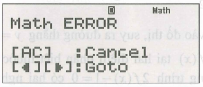 D Math
Math ERROR
[AC] :Cancel
[◄][►]:Goto